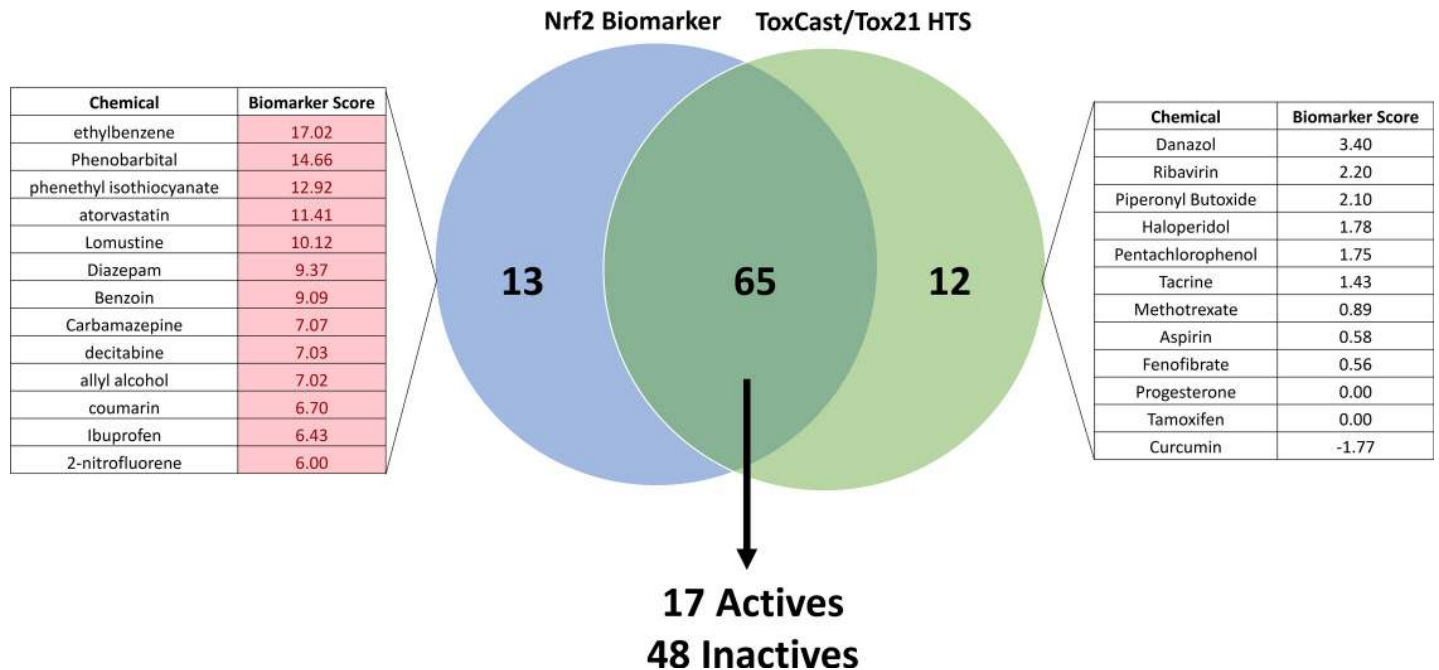 Nrf2 Biomarker ToxCast/Tox21 HTS
Chemical Biomarker Score
ethylbenzene 17.02
Phenobarbital 14.66
phenethyl isothiocyanate 12.92
atorvastatin 11.41
Lomustine 10.12
Diazepam 9.37
Benzoin 9.09
Carbamazepine 7.07
decitabine 7.03
allyl alcohol 7.02
coumarin 6.70
Ibuprofen 6.43
2-nitrofluorene 6.00
13
65
12
Chemical Biomarker Score
Danazol 3.40
Ribavirin 2.20
Piperonyl Butoxide 2.10
Haloperidol 1.78
Pentachlorophenol 1.75
Tacrine 1.43
Methotrexate 0.89
Aspirin 0.58
Fenofibrate 0.56
Progesterone 0.00
Tamoxifen 0.00
Curcumin -1.77
17 Actives
48 Inactives